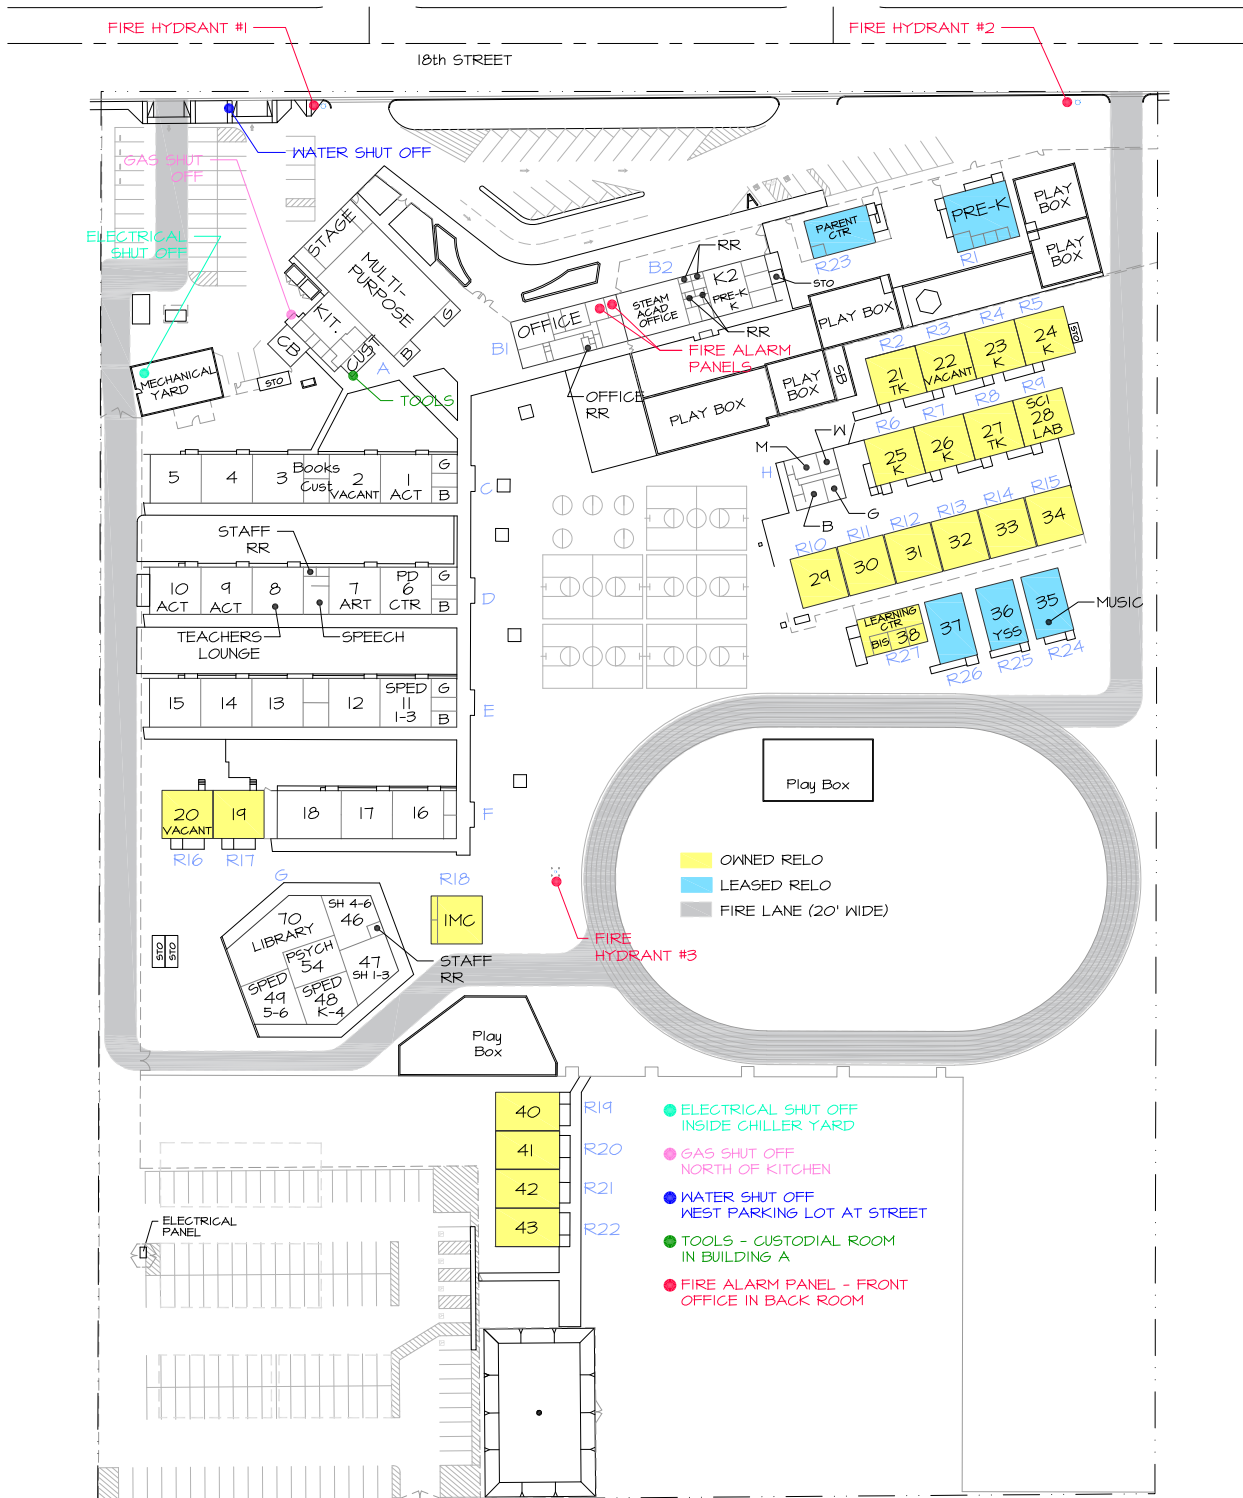 FIRE HYDRANT #1
FIRE HYDRANT #2
18th STREET
WATER SHUT OFF
GAS SHUT
OFF
ELECTRICAL
SHUT OFF
STAGE
MULTI-
PURPOSE
KIT.
CB
CUST
G
B
A
TOOLS
MECHANICAL
YARD
STO
A
RR
B2
K2
PRE-K
K
STEAM
ACAD
OFFICE
OFFICE
B1
RR
STO
FIRE ALARM
PANELS
OFFICE
RR
PARENT
CTR
R23
PRE-K
R1
PLAY
BOX
PLAY
BOX
PLAY BOX
PLAY
BOX
PLAY BOX
SB
R2
R3
R4
R5
21
TK
22
VACANT
23
K
24
K
STO
R6
R7
R8
R9
25
K
26
K
27
TK
SCI
28
LAB
M
W
H
B
G
R10
R11
R12
R13
R14
R15
29
30
31
32
33
34
LEARNING
CTR
BIS
38
R27
37
R26
36
YSS
R25
35
R24
MUSIC
5
4
3
Books
Cust
2
VACANT
1
ACT
G
B
C
STAFF
RR
10
ACT
9
ACT
8
7
ART
PD
6
CTR
G
B
D
TEACHERS
LOUNGE
SPEECH
15
14
13
12
SPED
11
1-3
G
B
E
20
VACANT
19
18
17
16
F
R16
R17
G
R18
IMC
70
LIBRARY
SH 4-6
46
PSYCH
54
47
SH 1-3
SPED
49
5-6
SPED
48
K-4
STAFF
RR
STO
STO
FIRE
HYDRANT #3
Play Box
OWNED RELO
LEASED RELO
FIRE LANE (20' WIDE)
Play
Box
40
R19
41
R20
42
R21
43
R22
ELECTRICAL
PANEL
ELECTRICAL SHUT OFF
INSIDE CHILLER YARD
GAS SHUT OFF
NORTH OF KITCHEN
WATER SHUT OFF
WEST PARKING LOT AT STREET
TOOLS - CUSTODIAL ROOM
IN BUILDING A
FIRE ALARM PANEL - FRONT
OFFICE IN BACK ROOM